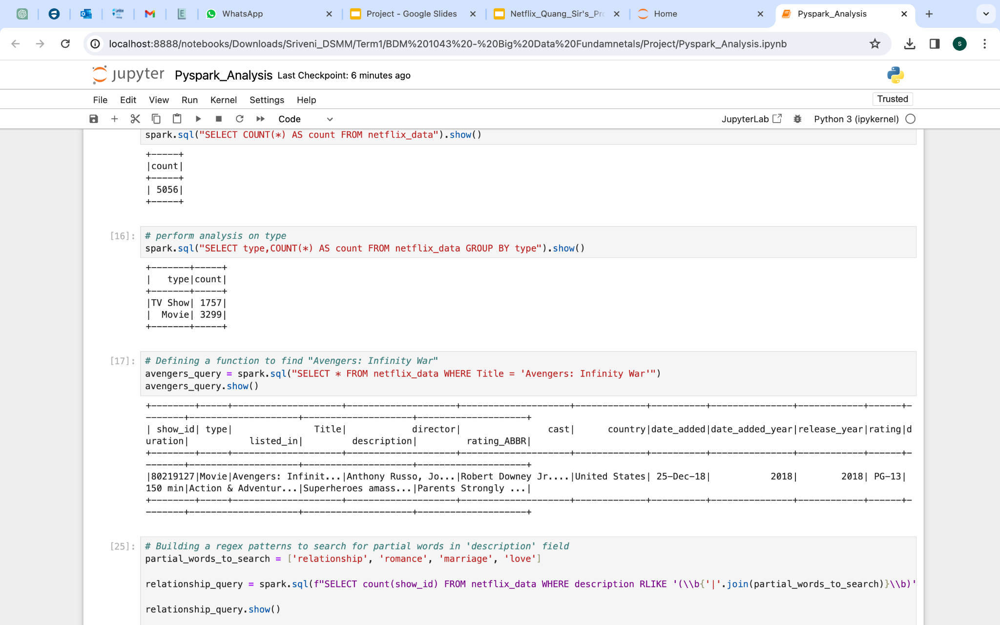 WhatsApp
Project - Google Slides
Netflix_Quang_Sir's_Pr
Home
Pyspark_Analysis
localhost:8888/notebooks/Downloads/Sriveni_DSMM/Term1/BDM%201043%20-%20Big%20Data%20Fundamnetals/Project/Pyspark_Analysis.ipynb
S
jupyter Pyspark_Analysis Last Checkpoint: 6 minutes ago
File Edit View Run Kernel Settings Help
Trusted
Code
JupyterLab
Python 3 (ipykernel)
spark.sql("SELECT COUNT(*) AS count FROM netflix_data").show()
+-----+
|count|
+-----+
| 5056|
+-----+
[16]: # perform analysis on type
spark.sql("SELECT type,COUNT(*) AS count FROM netflix_data GROUP BY type").show()
+-------+-----+
|   type|count|
+-------+-----+
|TV Show| 1757|
|  Movie| 3299|
+-------+-----+
[17]: # Defining a function to find "Avengers: Infinity War"
avengers_query = spark.sql("SELECT * FROM netflix_data WHERE Title = 'Avengers: Infinity War'")
avengers_query.show()
+--------+-----+--------------------+--------------------+--------------------+-------------+----------+---------------+------------+------+-
-------+--------------------+--------------------+--------------------+
| show_id| type|               Title|            director|                cast|      country|date_added|date_added_year|release_year|rating|d
uration|           listed_in|         description|         rating_ABBR|
+--------+-----+--------------------+--------------------+--------------------+-------------+----------+---------------+------------+------+-
-------+--------------------+--------------------+--------------------+
|80219127|Movie|Avengers: Infinit...|Anthony Russo, Jo...|Robert Downey Jr....|United States| 25-Dec-18|           2018|        2018| PG-13|
150 min|Action & Adventur...|Superheroes amass...|Parents Strongly ...|
+--------+-----+--------------------+--------------------+--------------------+-------------+----------+---------------+------------+------+-
-------+--------------------+--------------------+--------------------+
[25]: # Building a regex patterns to search for partial words in 'description' field
partial_words_to_search = ['relationship', 'romance', 'marriage', 'love']
relationship_query = spark.sql(f"SELECT count(show_id) FROM netflix_data WHERE description RLIKE '(\\b{'|'.join(partial_words_to_search)}\\b)'
relationship_query.show()